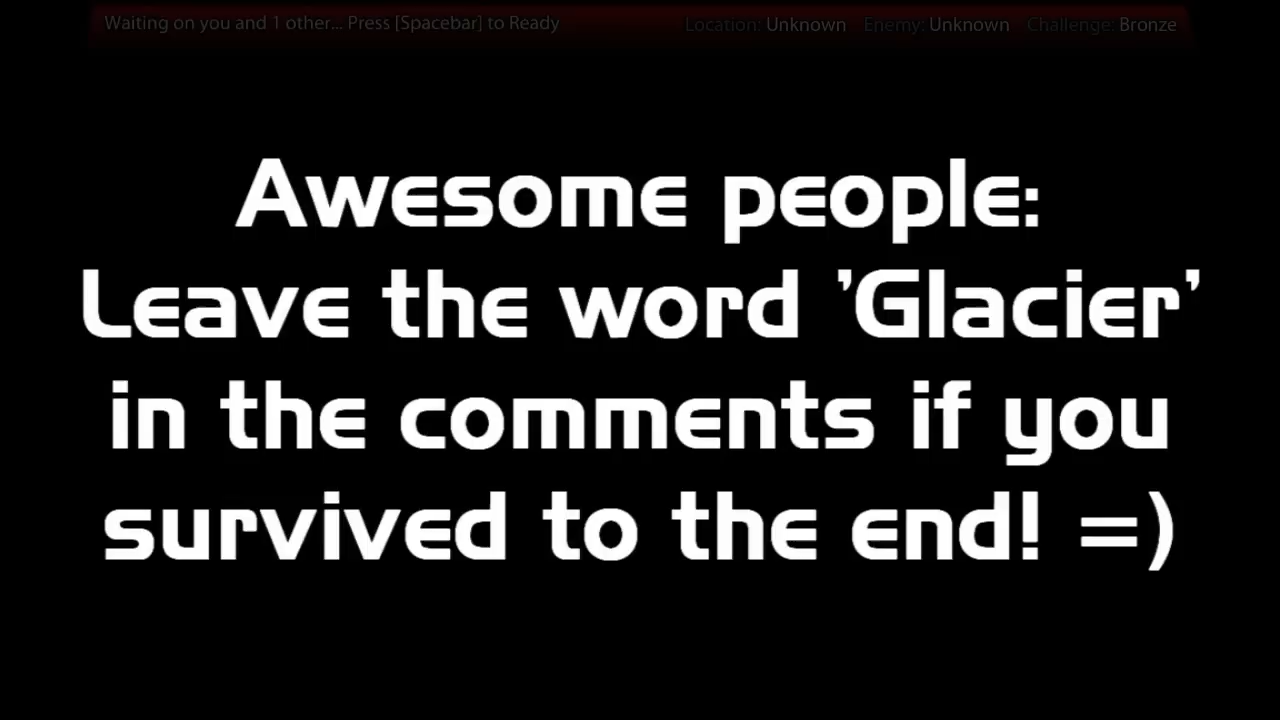 Waiting on you and 1 other... Press [Spacebar] to Ready Location: Unknown Enemy: Unknown Challenge: Bronze
Awesome people:
Leave the word 'Glacier'
in the comments if you
survived to the end! =)